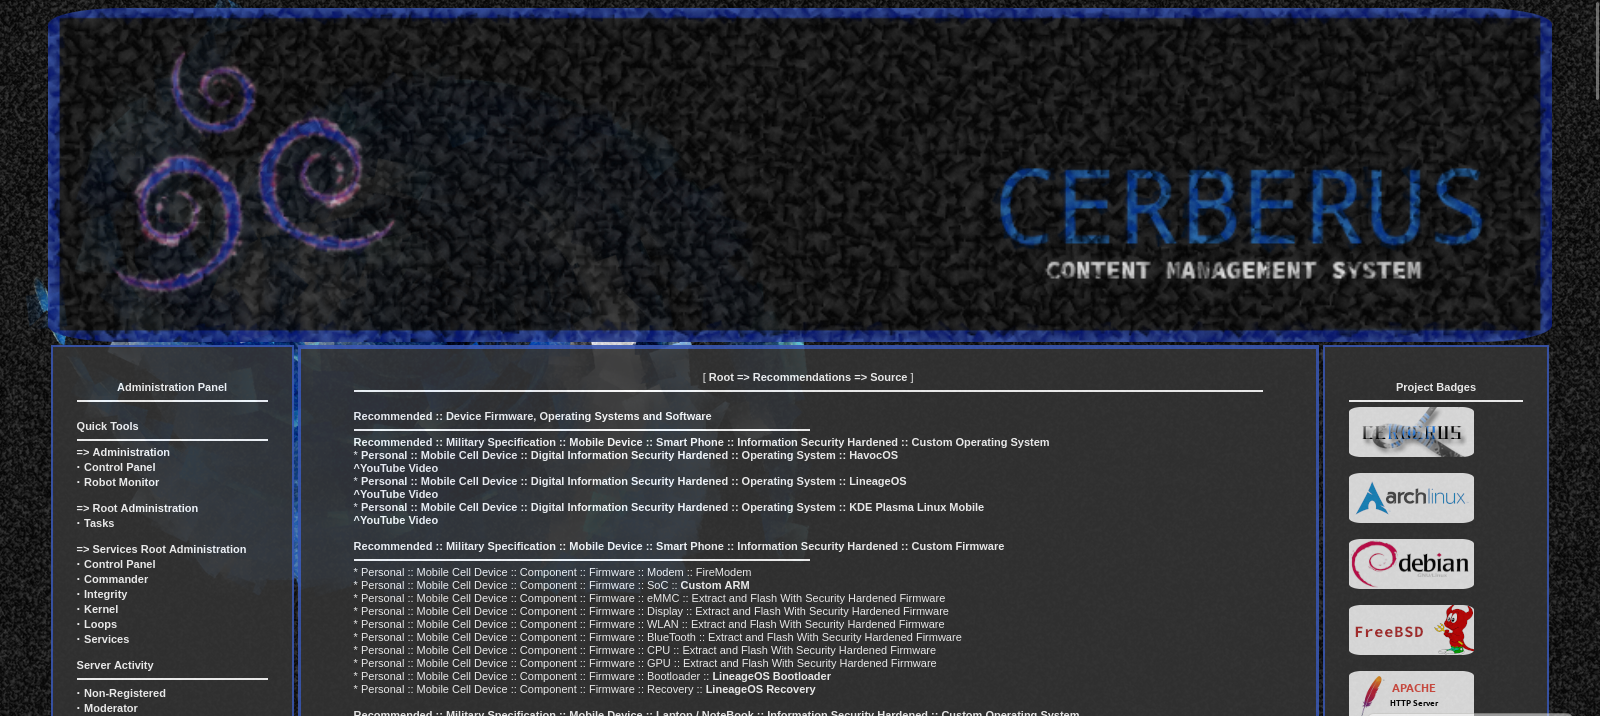 CERBERUS
CONTENT MANAGEMENT SYSTEM
Administration Panel
Quick Tools
=> Administration
· Control Panel
· Robot Monitor
=> Root Administration
· Tasks
=> Services Root Administration
· Control Panel
· Commander
· Integrity
· Kernel
· Loops
· Services
Server Activity
· Non-Registered
· Moderator
[ Root => Recommendations => Source ]
Recommended :: Device Firmware, Operating Systems and Software
Recommended :: Military Specification :: Mobile Device :: Smart Phone :: Information Security Hardened :: Custom Operating System
* Personal :: Mobile Cell Device :: Digital Information Security Hardened :: Operating System :: HavocOS
^YouTube Video
* Personal :: Mobile Cell Device :: Digital Information Security Hardened :: Operating System :: LineageOS
^YouTube Video
* Personal :: Mobile Cell Device :: Digital Information Security Hardened :: Operating System :: KDE Plasma Linux Mobile
^YouTube Video
Recommended :: Military Specification :: Mobile Device :: Smart Phone :: Information Security Hardened :: Custom Firmware
* Personal :: Mobile Cell Device :: Component :: Firmware :: Modem :: FireModem
* Personal :: Mobile Cell Device :: Component :: Firmware :: SoC :: Custom ARM
* Personal :: Mobile Cell Device :: Component :: Firmware :: eMMC :: Extract and Flash With Security Hardened Firmware
* Personal :: Mobile Cell Device :: Component :: Firmware :: Display :: Extract and Flash With Security Hardened Firmware
* Personal :: Mobile Cell Device :: Component :: Firmware :: WLAN :: Extract and Flash With Security Hardened Firmware
* Personal :: Mobile Cell Device :: Component :: Firmware :: BlueTooth :: Extract and Flash With Security Hardened Firmware
* Personal :: Mobile Cell Device :: Component :: Firmware :: CPU :: Extract and Flash With Security Hardened Firmware
* Personal :: Mobile Cell Device :: Component :: Firmware :: GPU :: Extract and Flash With Security Hardened Firmware
* Personal :: Mobile Cell Device :: Component :: Firmware :: Bootloader :: LineageOS Bootloader
* Personal :: Mobile Cell Device :: Component :: Firmware :: Recovery :: LineageOS Recovery
Recommended :: Military Specification :: Mobile Device :: Laptop / NoteBook :: Information Security Hardened :: Custom Operating System
Project Badges
CERBERUS
archlinux
debian
FreeBSD
APACHE
HTTP Server